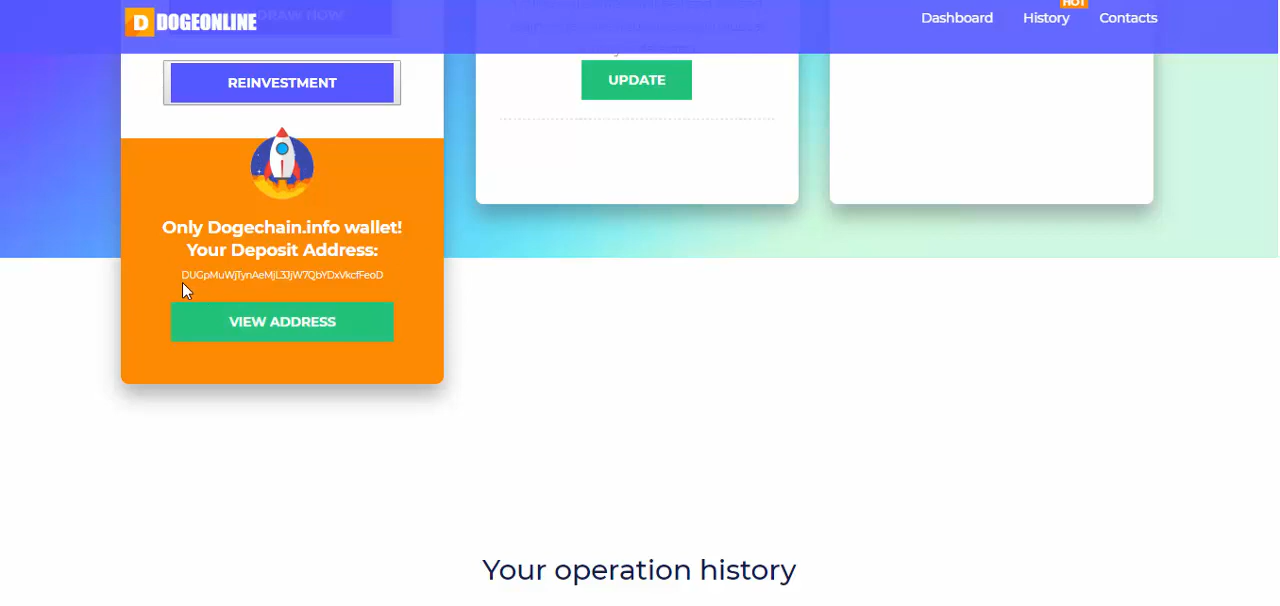 DOGEONLINE
HOT
Dashboard
History
Contacts
REINVESTMENT
UPDATE
Only Dogechain.info wallet!
Your Deposit Address:
VIEW ADDRESS
Your operation history